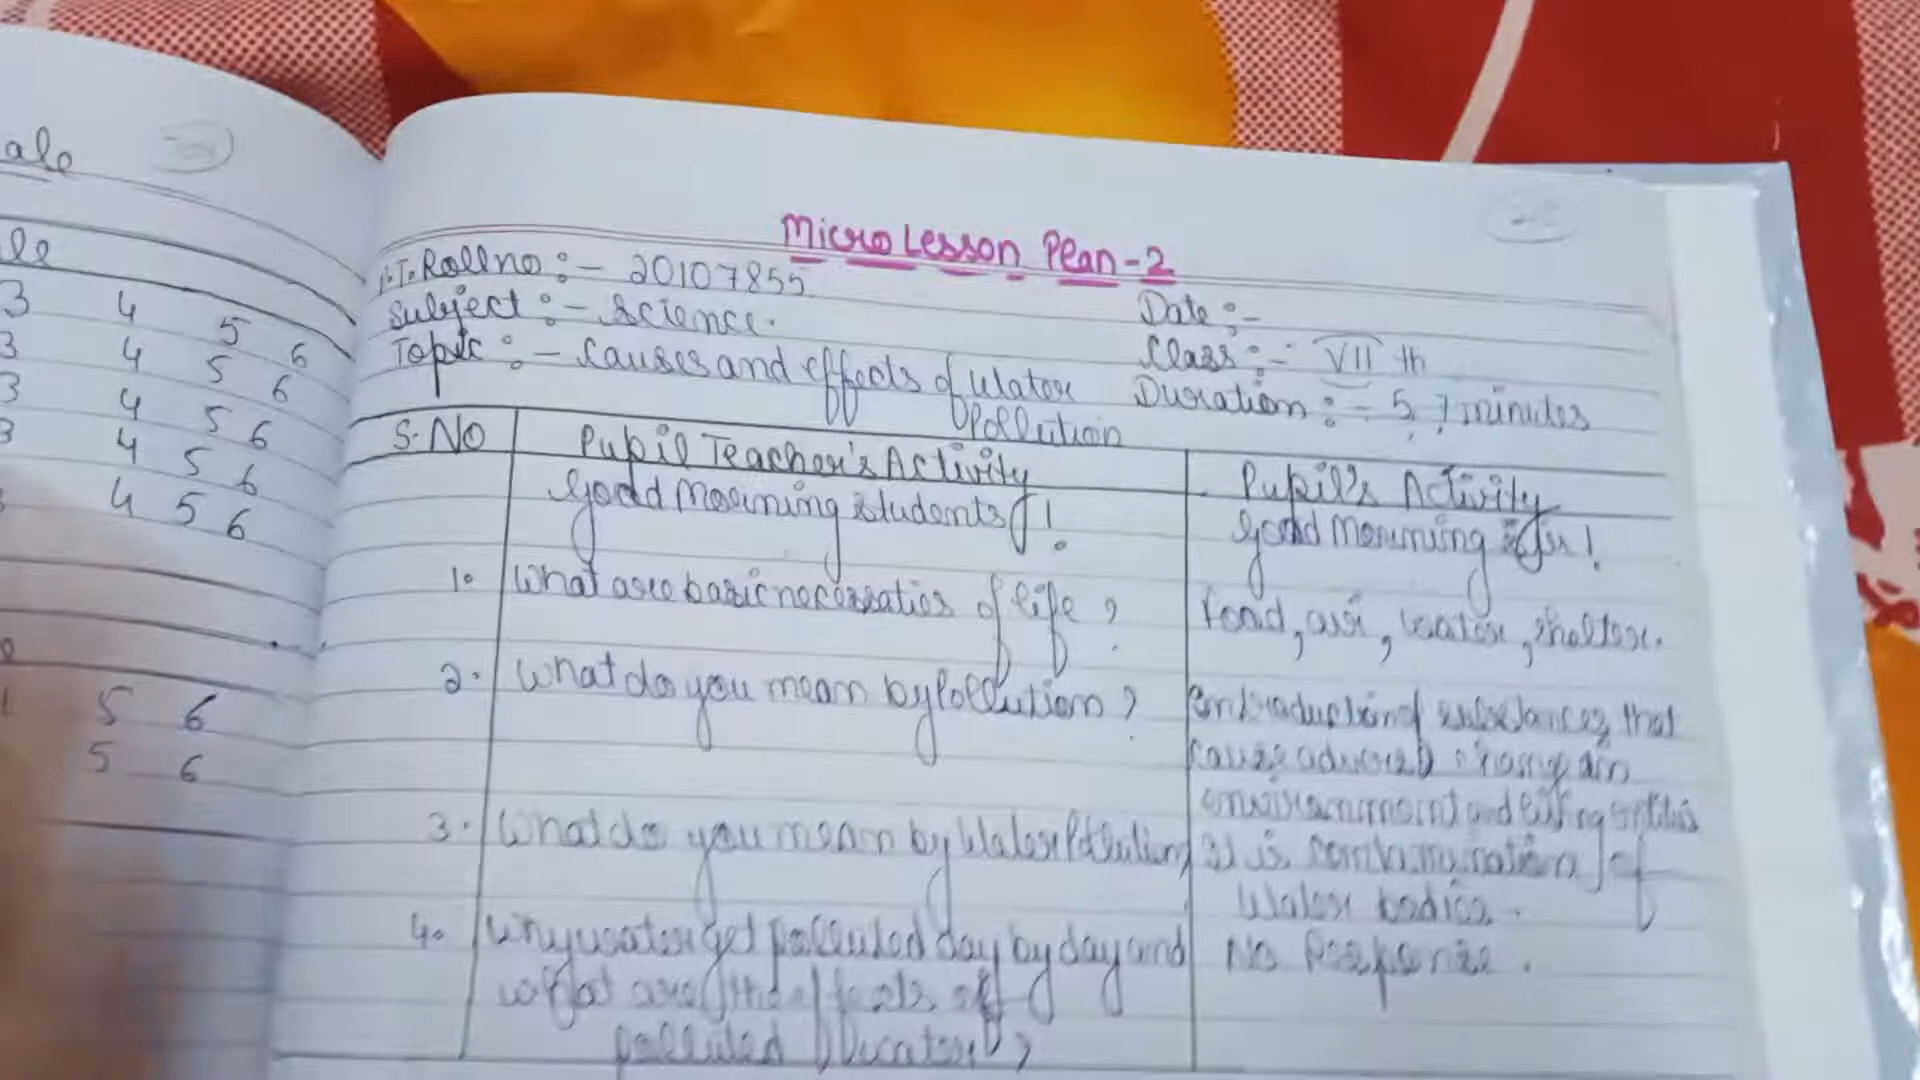 ale
le
3 4 5 6
3 4 5 6
3 4 5 6
3 4 5 6
4 5 6
5 6
5 6
Micro Lesson Plan-2
P.T. Roll no :- 20107855
Date :-
Subject :- Science.
Class :- VII th
Topic :- Causes and effects of Water
Pollution
Duration :- 5, 7 minutes
S.NO Pupil Teacher's Activity Pupil's Activity
Good Morning students! Good Morning sir!
1. What are basic necessaties of life ? Food, air, water, shelter.
2. What do you mean by Pollution ? Introduction of substances that
cause adversed change in
environment and living entities
3. What do you mean by Water Pollution It is contamination of
Water bodies.
4. Why water get polluted day by day and No Response.
what are the effects of
polluted water ?